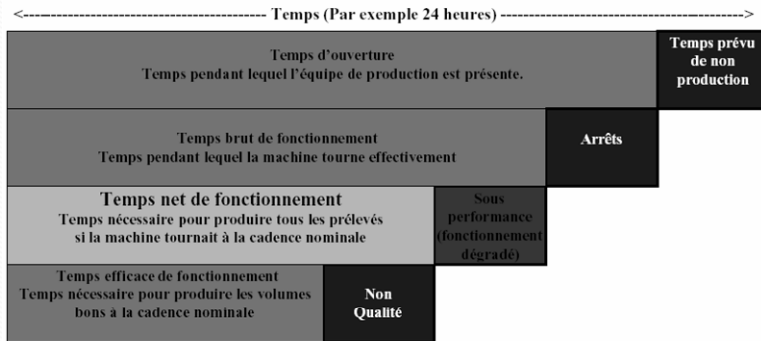 <---------------------------------------- Temps (Par exemple 24 heures) ---------------------------------------->
Temps d'ouverture
Temps pendant lequel l'équipe de production est présente.
Temps prévu
de non
production
Temps brut de fonctionnement
Temps pendant lequel la machine tourne effectivement
Arrêts
Temps net de fonctionnement
Temps nécessaire pour produire tous les prélevés
si la machine tournait à la cadence nominale
Sous
performance
(fonctionnement
dégradé)
Temps efficace de fonctionnement
Temps nécessaire pour produire les volumes
bons à la cadence nominale
Non
Qualité